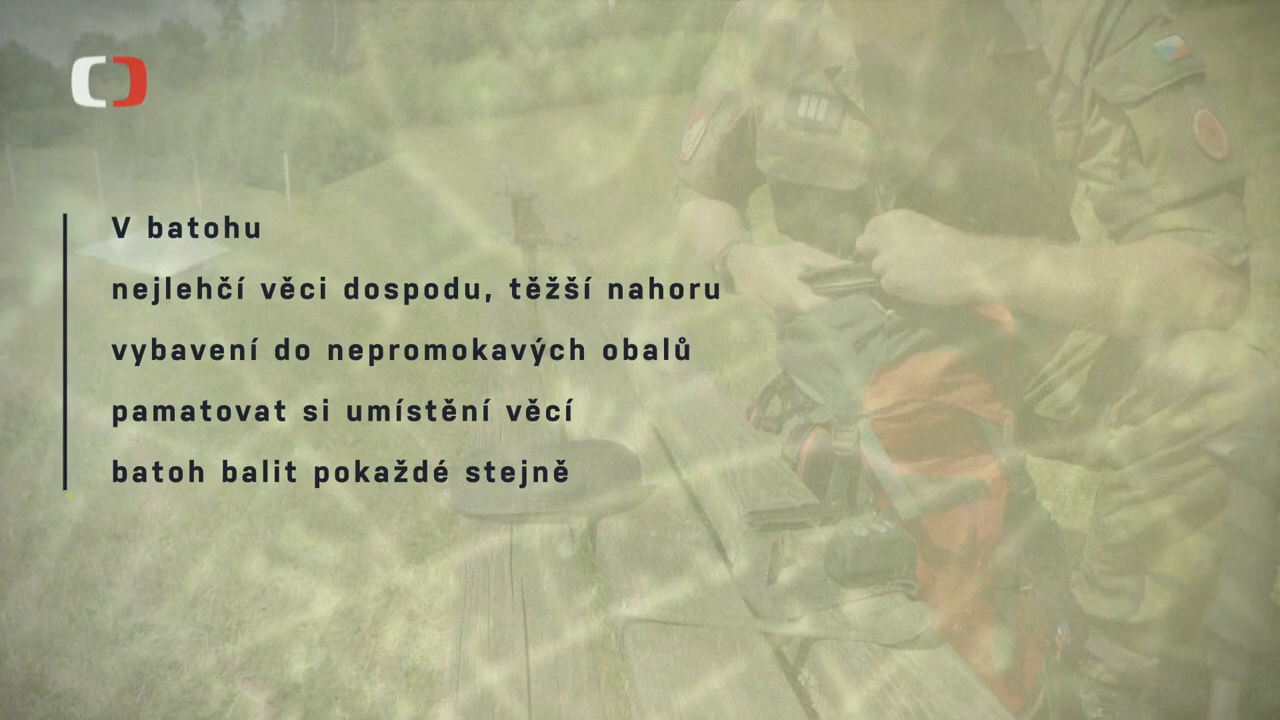 V batohu
nejlehčí věci dospodu, těžší nahoru
vybavení do nepromokavých obalů
pamatovat si umístění věcí
batoh balit pokaždé stejně